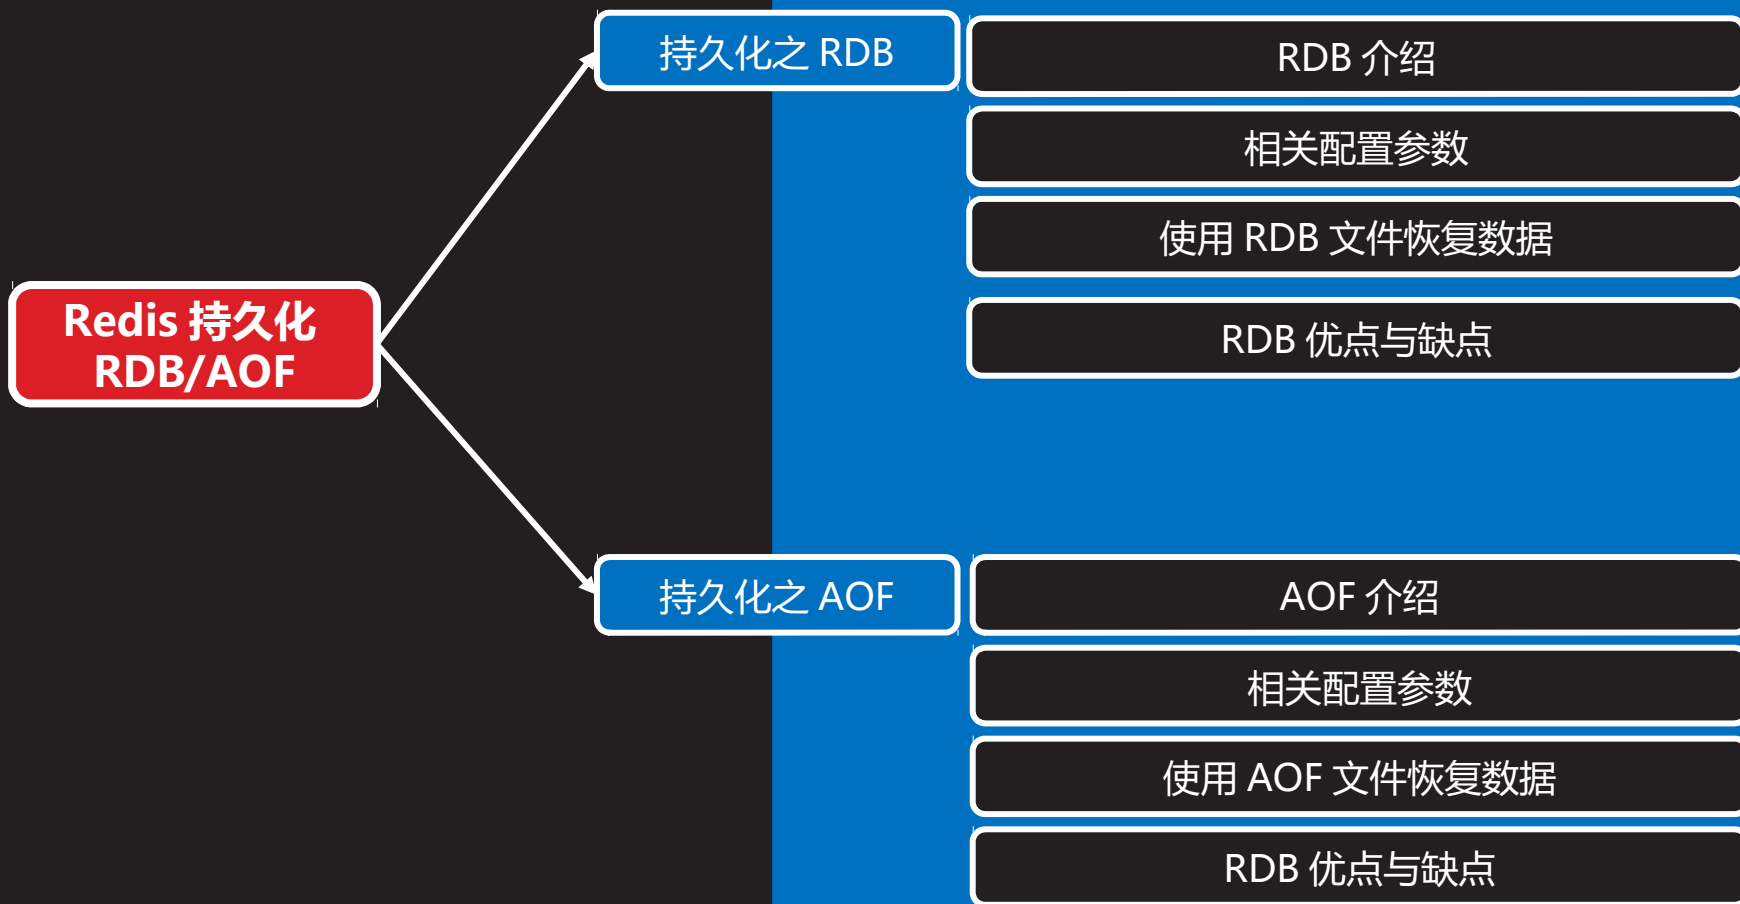 Redis 持久化
RDB/AOF
持久化之 RDB
RDB 介绍
相关配置参数
使用 RDB 文件恢复数据
RDB 优点与缺点
持久化之 AOF
AOF 介绍
相关配置参数
使用 AOF 文件恢复数据
RDB 优点与缺点